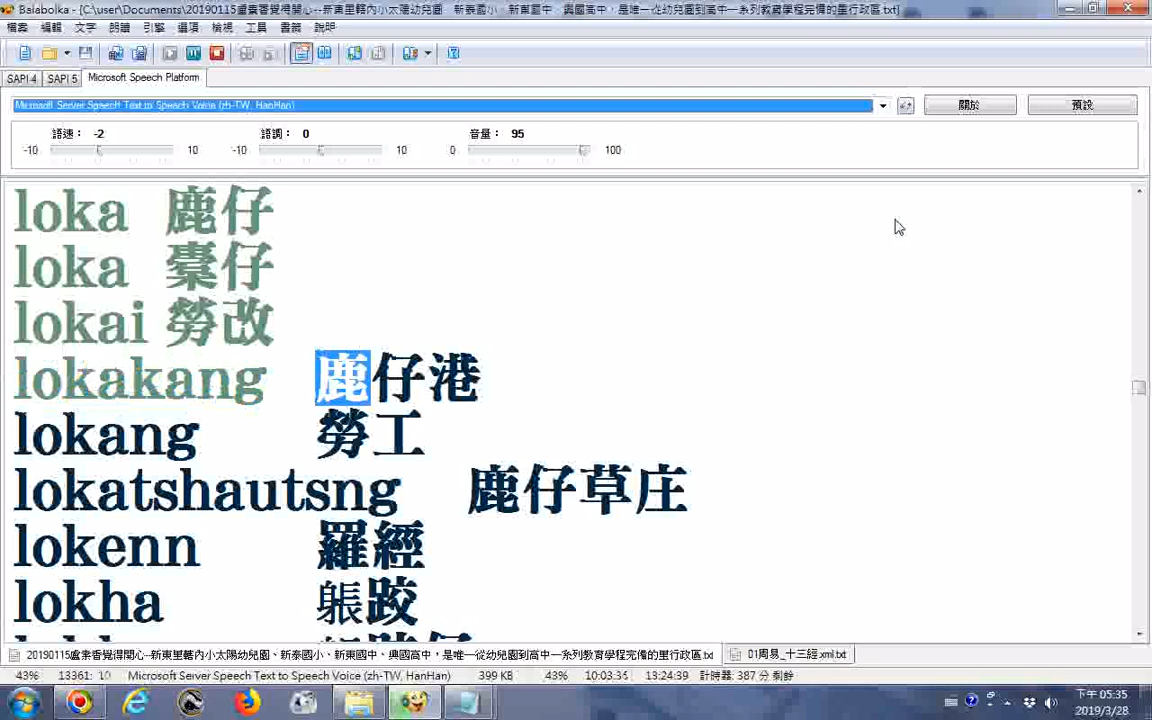 Balabolka - [C:\user\Documents\20190115盧秉香覺得開心--新東里轄內小太陽幼兒園、新泰國小、新東國中、興國高中，是唯一從幼兒園到高中一系列教育學程完備的里行政區.txt]
檔案 編輯 文字 朗讀 引擎 選項 檢視 工具 書籤 說明
SAPI 4 SAPI 5 Microsoft Speech Platform
Microsoft Server Speech Text to Speech Voice (zh-TW, HanHan) 關於 預設
語速： -2 語調： 0 音量： 95
-10 10 -10 10 0 100
loka 鹿仔
loka 橐仔
lokai 勞改
lokakang 鹿仔港
lokang 勞工
lokatshautsng 鹿仔草庄
lokenn 羅經
lokha 躼跤
20190115盧秉香覺得開心--新東里轄內小太陽幼兒園、新泰國小、新東國中、興國高中，是唯一從幼兒園到高中一系列教育學程完備的里行政區.txt 01周易_十三經.xml.txt
43% 13361: 10 Microsoft Server Speech Text to Speech Voice (zh-TW, HanHan) 399 KB 43% 10:03:34 13:24:39 計時器: 387 分 剩餘
下午 05:35
2019/3/28